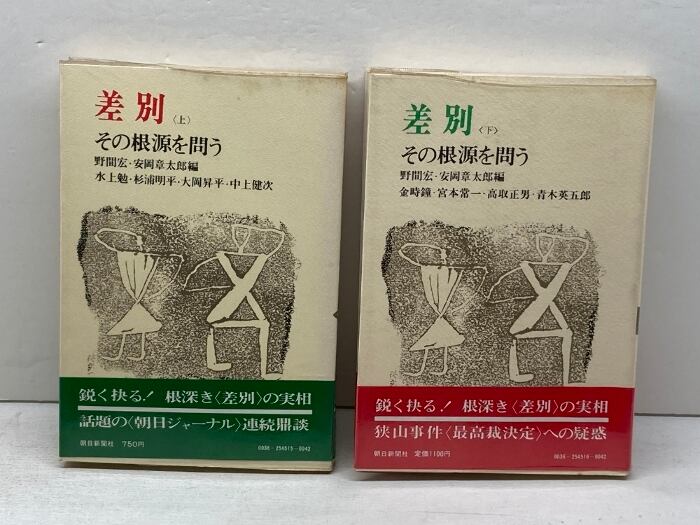 差別〈上〉
その根源を問う
野間宏・安岡章太郎編
水上勉・杉浦明平・大岡昇平・中上健次
鋭く抉る！ 根深き〈差別〉の実相
話題の〈朝日ジャーナル〉連続鼎談
朝日新聞社 750円
0036-254515-0042
差別〈下〉
その根源を問う
野間宏・安岡章太郎編
金時鐘・宮本常一・高取正男・青木英五郎
鋭く抉る！ 根深き〈差別〉の実相
狭山事件〈最高裁決定〉への疑惑
朝日新聞社 定価1100円
0036-254516-0042